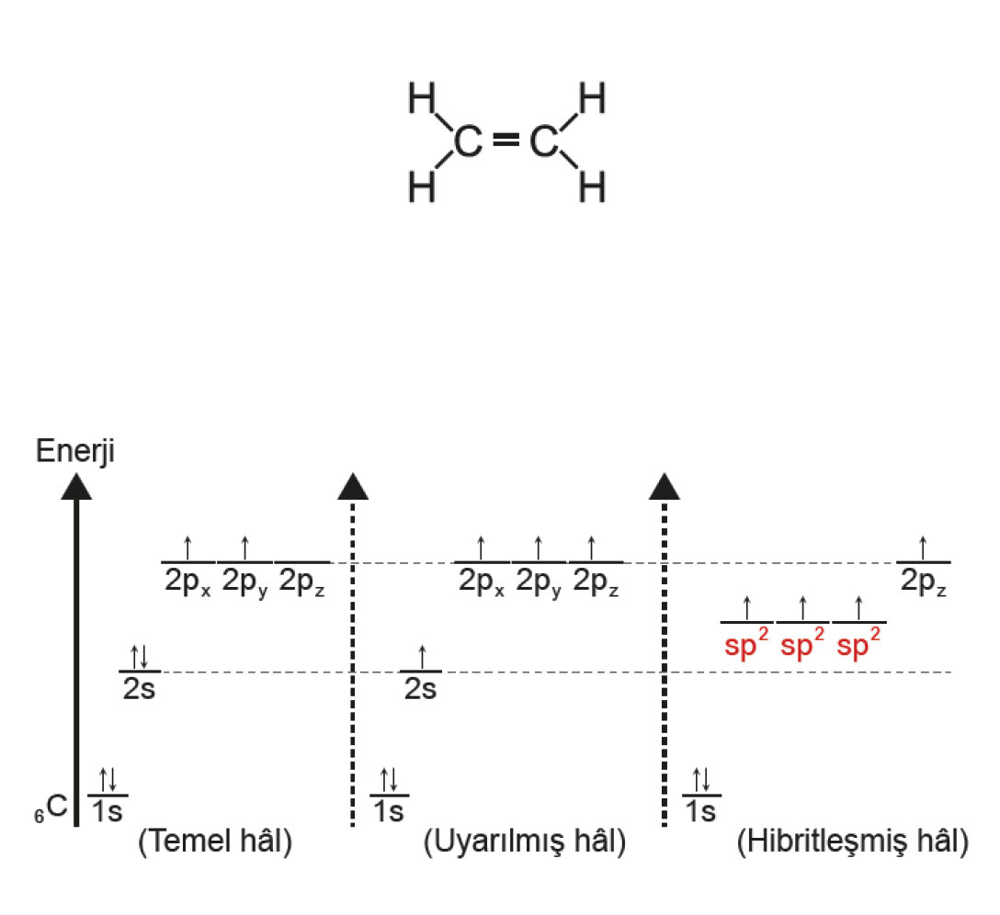 H H
C = C
H H
Enerji
↑ ↑ ↑ ↑ ↑ ↑
2pₓ 2pᵧ 2p_z 2pₓ 2pᵧ 2p_z 2p_z
↑ ↑ ↑
sp² sp² sp²
↑↓ ↑
2s 2s
↑↓ ↑↓ ↑↓
₆C 1s 1s 1s
(Temel hâl) (Uyarılmış hâl) (Hibritleşmiş hâl)